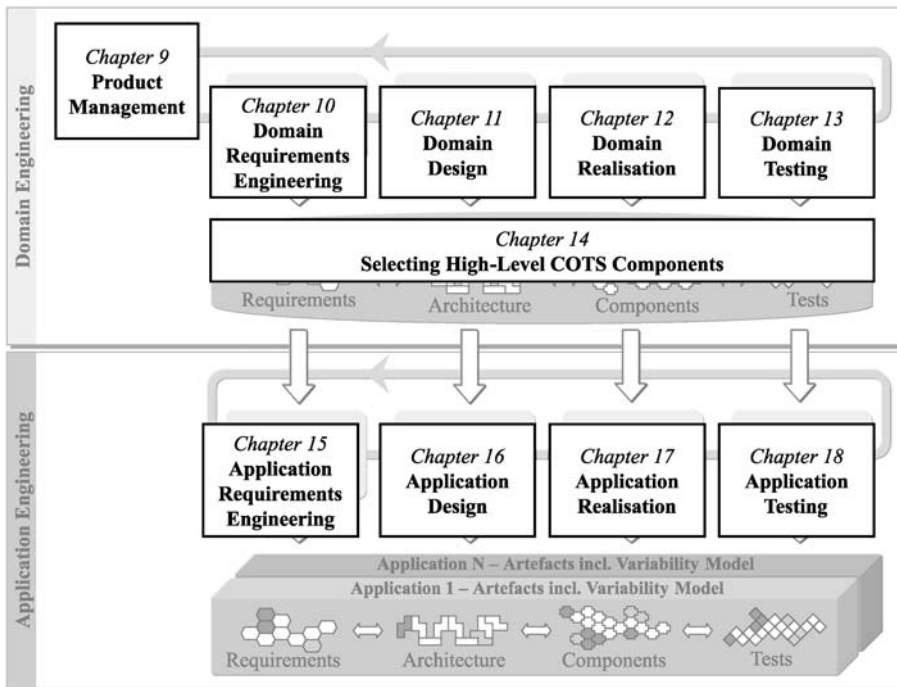 Domain Engineering
Chapter 9
Product
Management
Chapter 10
Domain
Requirements
Engineering
Chapter 11
Domain
Design
Chapter 12
Domain
Realisation
Chapter 13
Domain
Testing
Chapter 14
Selecting High-Level COTS Components
Requirements
Architecture
Components
Tests
Application Engineering
Chapter 15
Application
Requirements
Engineering
Chapter 16
Application
Design
Chapter 17
Application
Realisation
Chapter 18
Application
Testing
Application N – Artefacts incl. Variability Model
Application 1 – Artefacts incl. Variability Model
Requirements
Architecture
Components
Tests